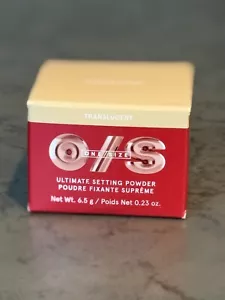 TRANSLUCENT
O//S
ONE/SIZE
ULTIMATE SETTING POWDER
POUDRE FIXANTE SUPRÊME
Net Wt. 6.5 g / Poids Net 0.23 oz.